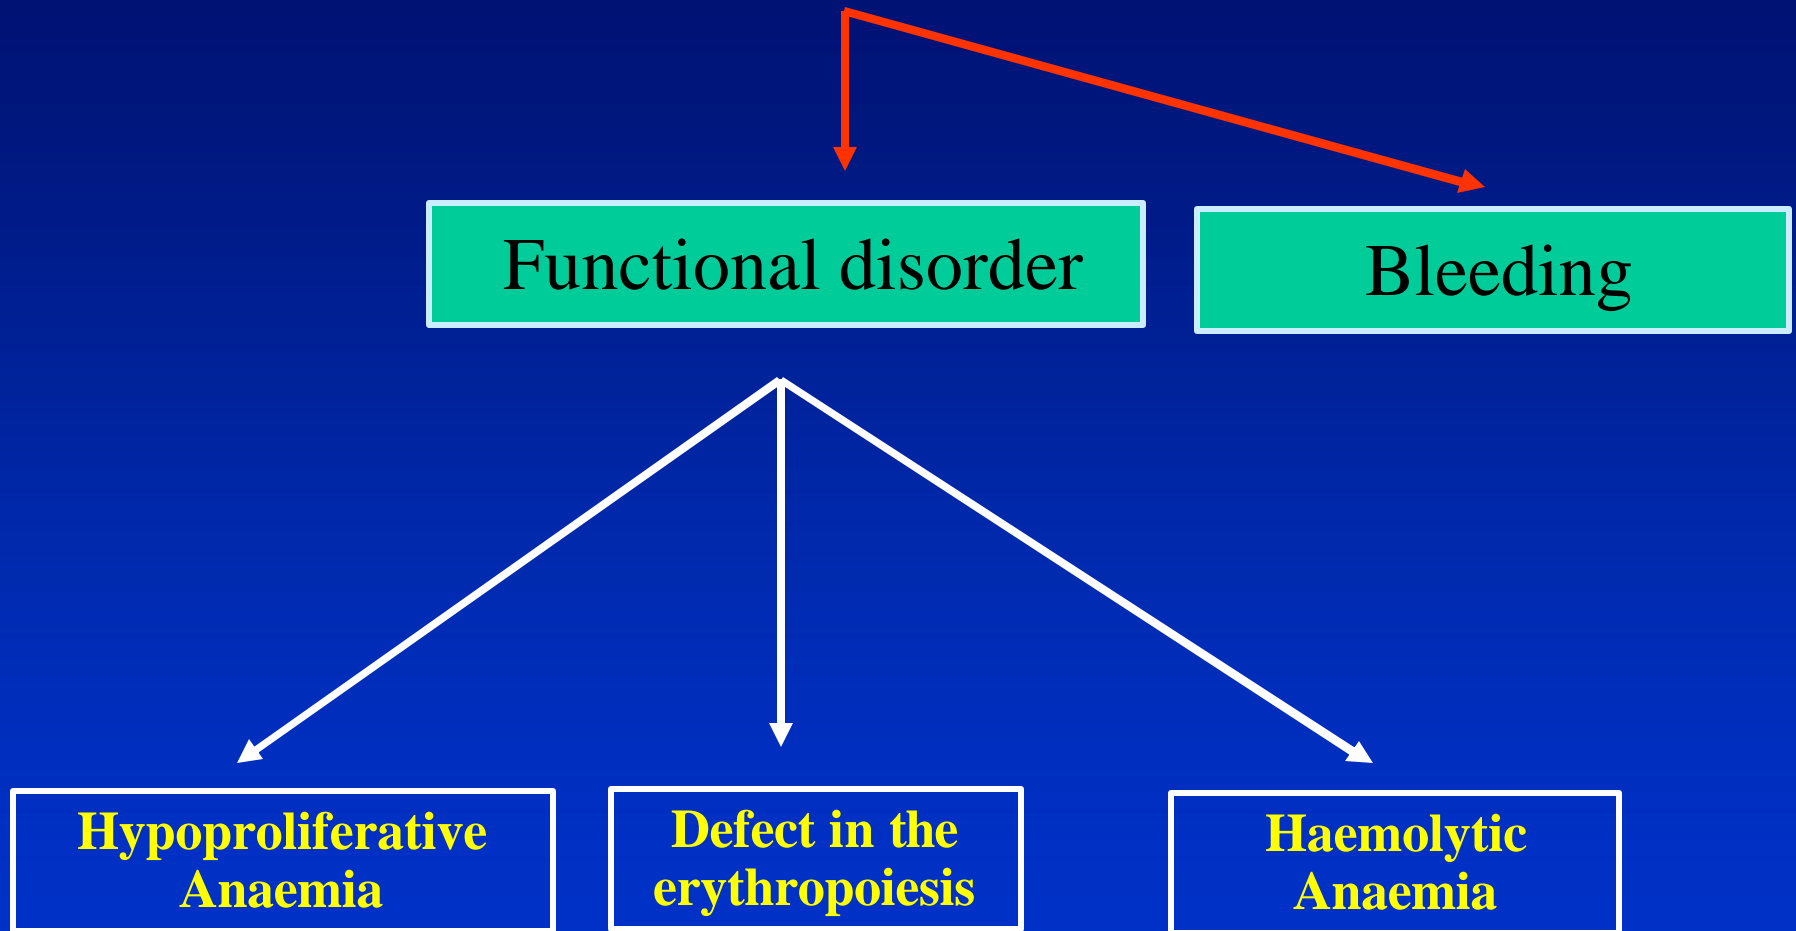 Functional disorder
Bleeding
Hypoproliferative
Anaemia
Defect in the
erythropoiesis
Haemolytic
Anaemia